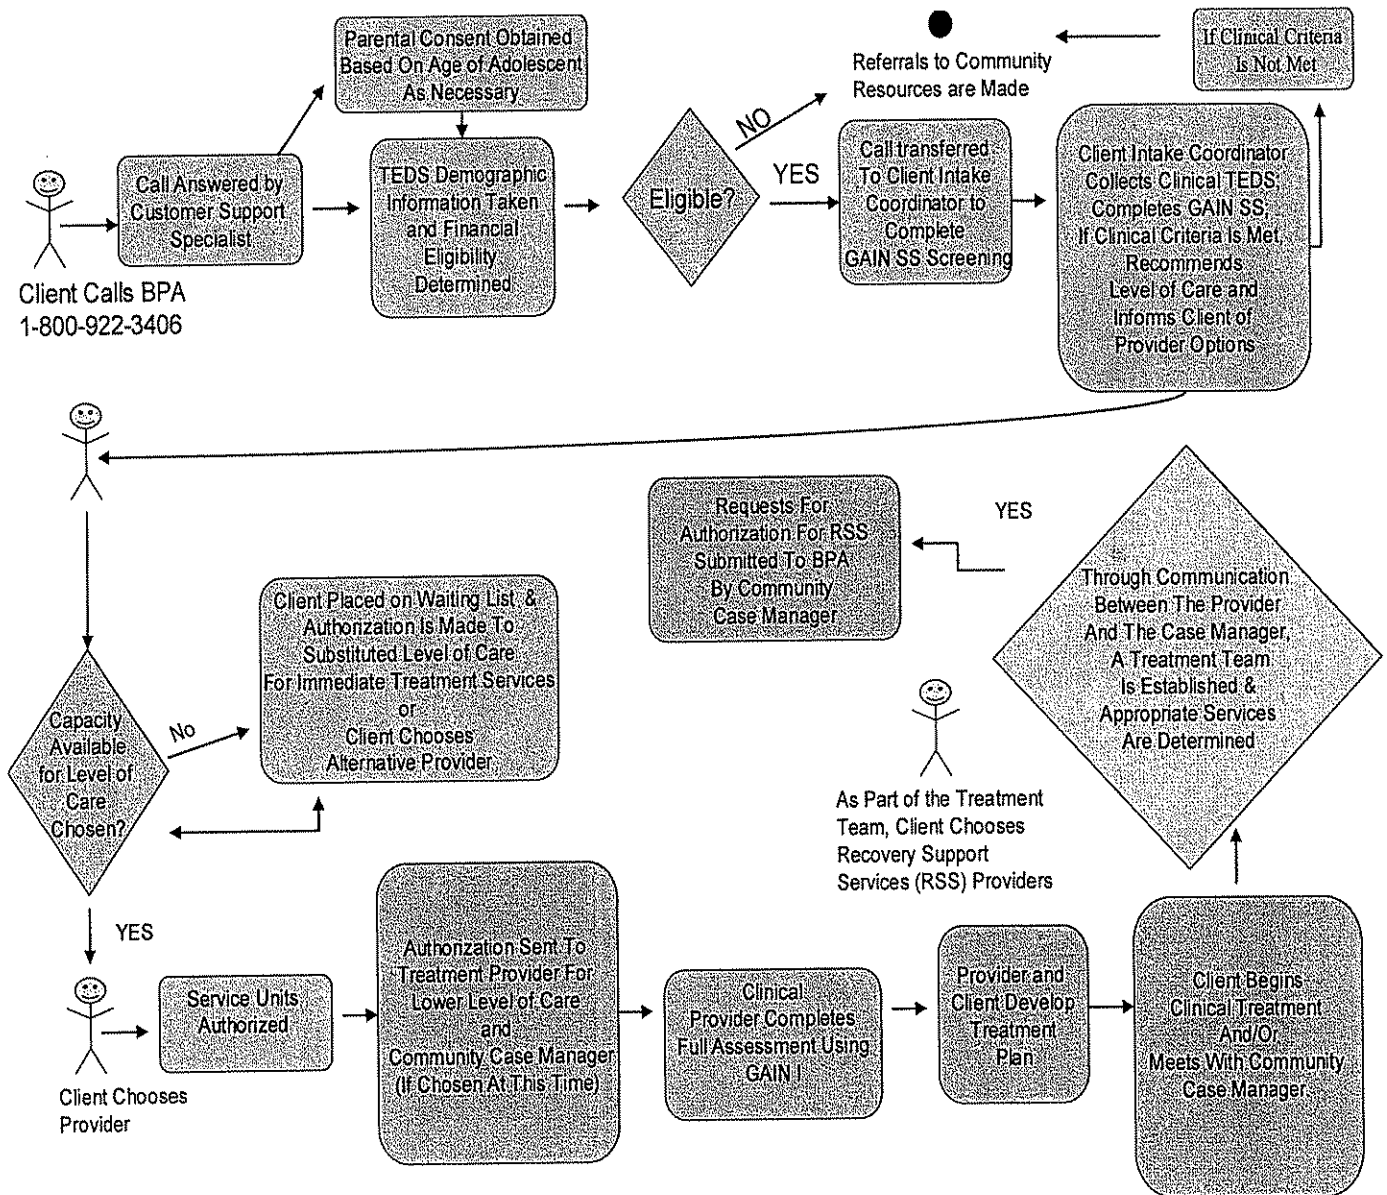 Parental Consent Obtained
Based On Age of Adolescent
As Necessary
Referrals to Community
Resources are Made
If Clinical Criteria
Is Not Met
Client Calls BPA
1-800-922-3406
Call Answered by
Customer Support
Specialist
TEDS Demographic
Information Taken
and Financial
Eligibility
Determined
Eligible?
NO
YES
Call transferred
To Client Intake
Coordinator to
Complete
GAIN SS Screening
Client Intake Coordinator
Collects Clinical TEDS,
Completes GAIN SS,
If Clinical Criteria Is Met,
Recommends
Level of Care and
Informs Client of
Provider Options
Capacity
Available
for Level of
Care
Chosen?
No
Client Placed on Waiting List, &
Authorization Is Made To
Substituted Level of Care
For Immediate Treatment Services
or
Client Chooses
Alternative Provider
YES
Client Chooses
Provider
Service Units
Authorized
Authorization Sent To
Treatment Provider For
Lower Level of Care
and
Community Case Manager
(If Chosen At This Time)
Clinical
Provider Completes
Full Assessment Using
GAIN I
Provider and
Client Develop
Treatment
Plan
Client Begins
Clinical Treatment
And/Or
Meets With Community
Case Manager
Through Communication
Between The Provider
And The Case Manager,
A Treatment Team
Is Established &
Appropriate Services
Are Determined
YES
As Part of the Treatment
Team, Client Chooses
Recovery Support
Services (RSS) Providers
Requests For
Authorization For RSS
Submitted To BPA
By Community
Case Manager